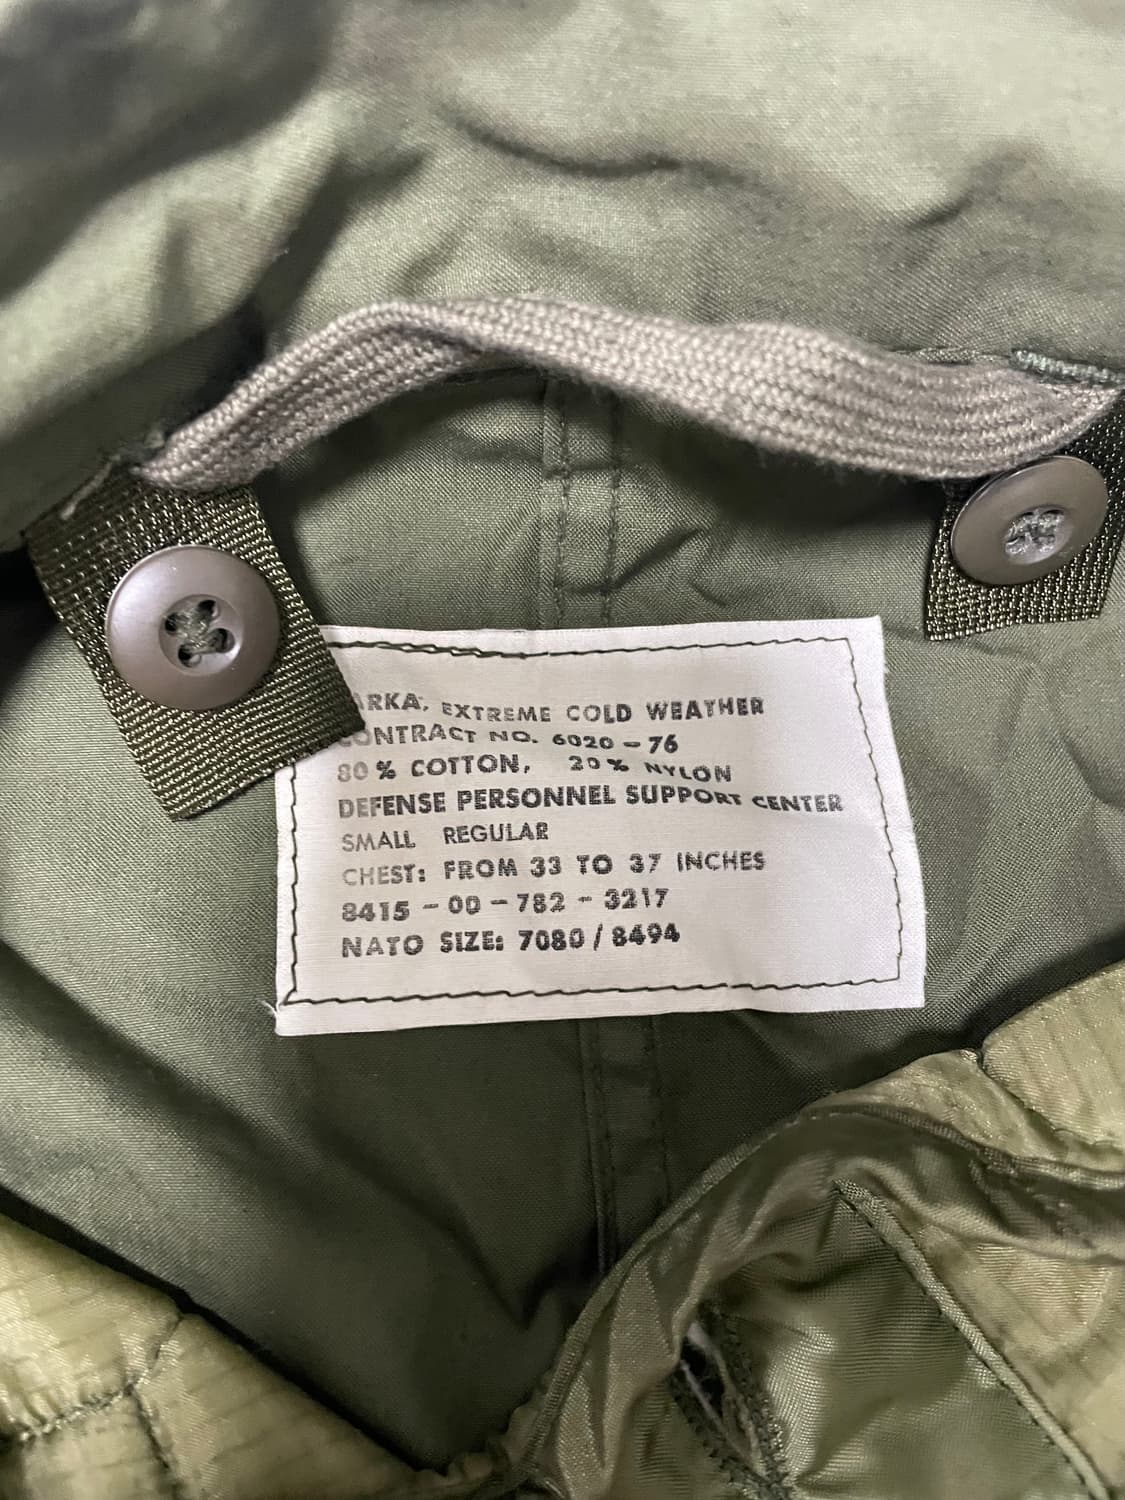 ARKA, EXTREME COLD WEATHER
CONTRACT NO. 6020-76
80% COTTON, 20% NYLON
DEFENSE PERSONNEL SUPPORT CENTER
SMALL REGULAR
CHEST: FROM 33 TO 37 INCHES
8415-00-782-3217
NATO SIZE: 7080/8494